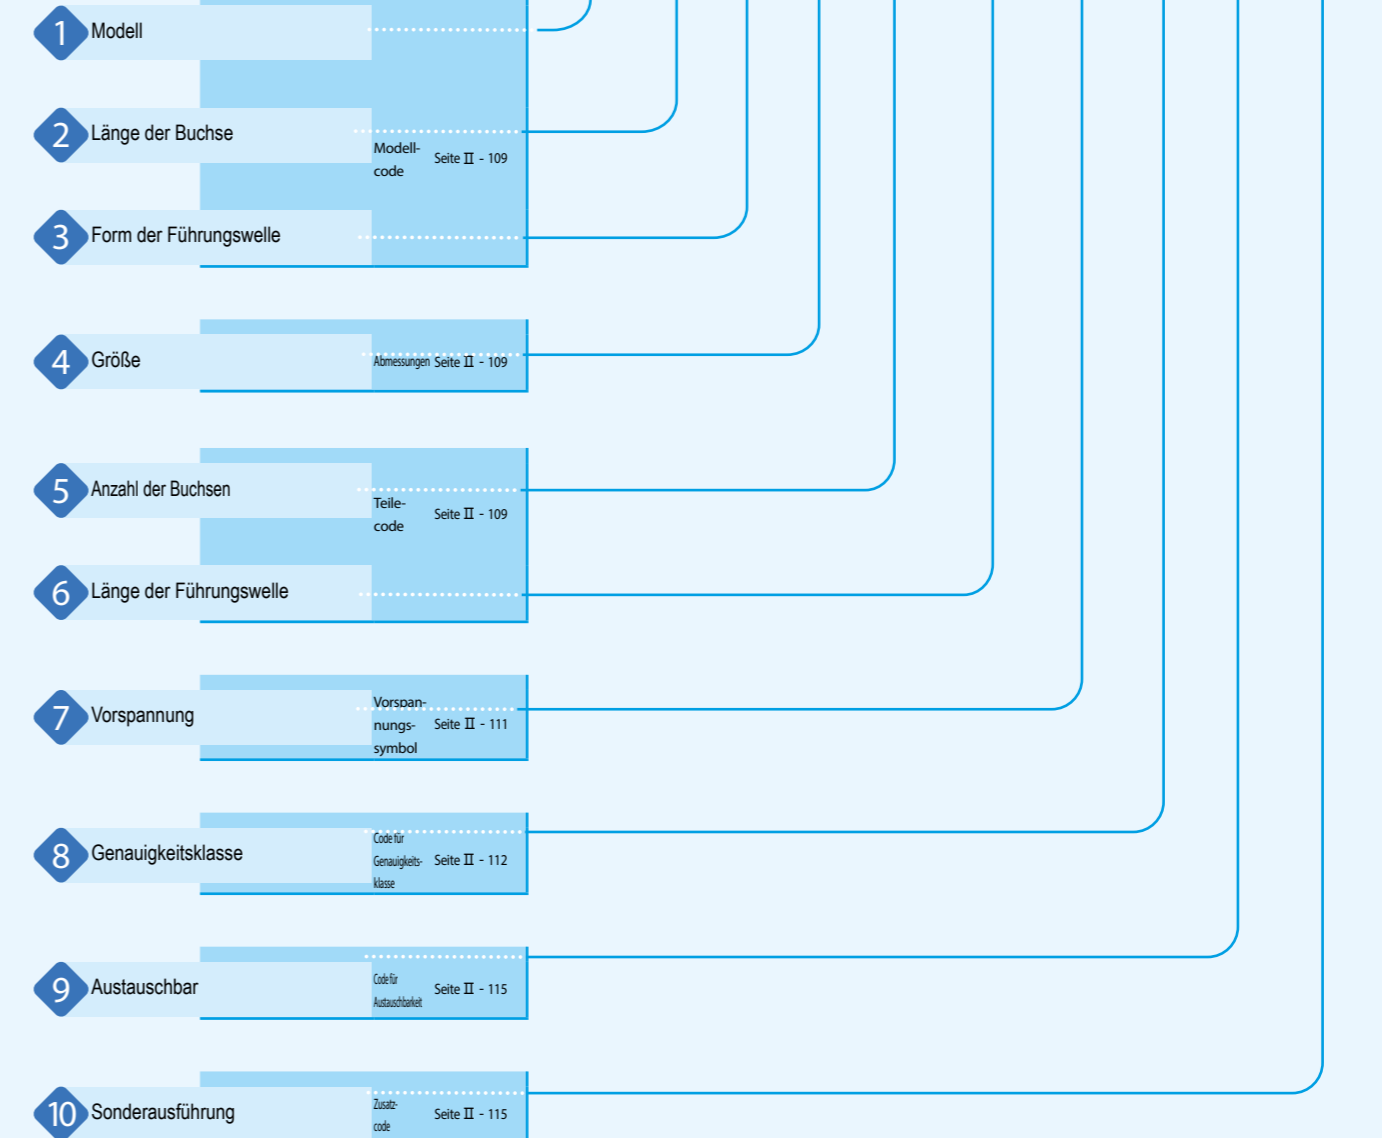 1 Modell
2 Länge der Buchse
Modell-
code
Seite II - 109
3 Form der Führungswelle
4 Größe
Abmessungen Seite II - 109
5 Anzahl der Buchsen
Teile-
code
Seite II - 109
6 Länge der Führungswelle
7 Vorspannung
Vorspan-
nungs-
symbol
Seite II - 111
8 Genauigkeitsklasse
Code für
Genauigkeits-
klasse
Seite II - 112
9 Austauschbar
Code für
Austauschbarkeit
Seite II - 115
10 Sonderausführung
Zusatz-
code
Seite II - 115